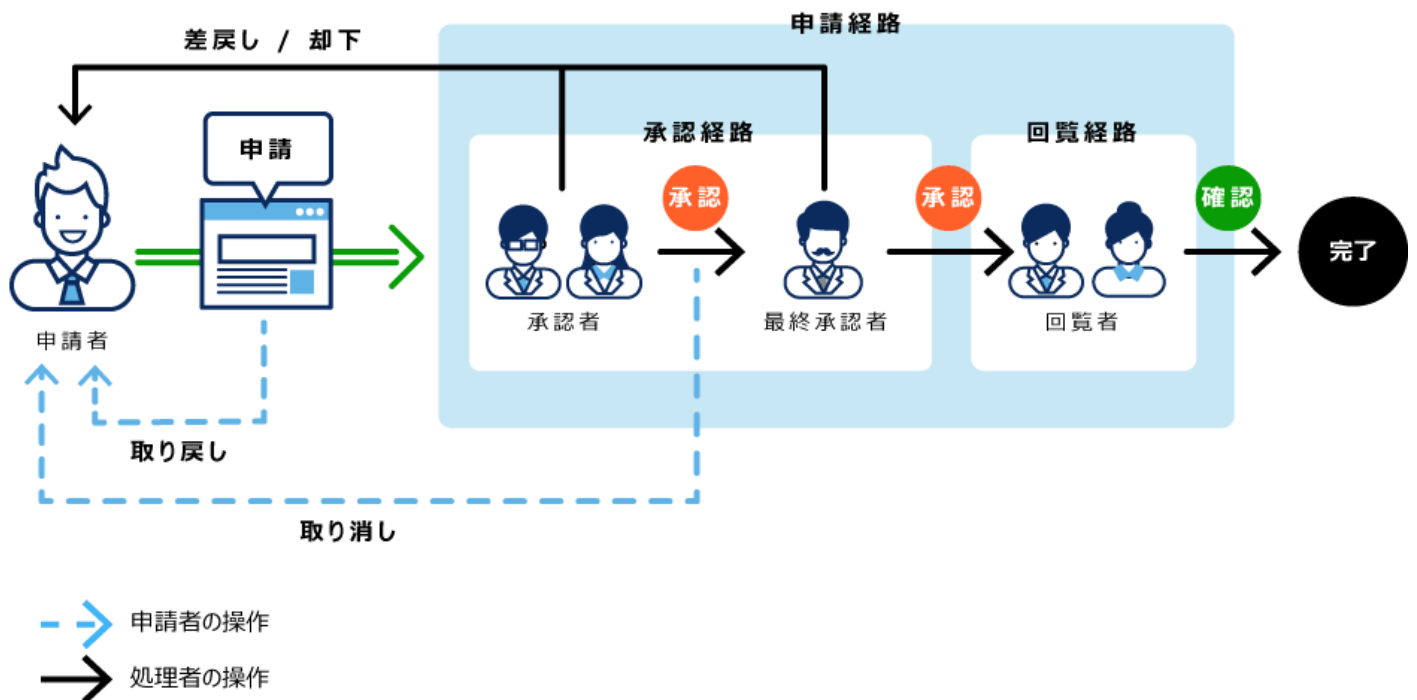 申請経路
差戻し / 却下
申請
承認経路
回覧経路
承認
承認
確認
完了
承認者
最終承認者
回覧者
申請者
取り戻し
取り消し
申請者の操作
処理者の操作